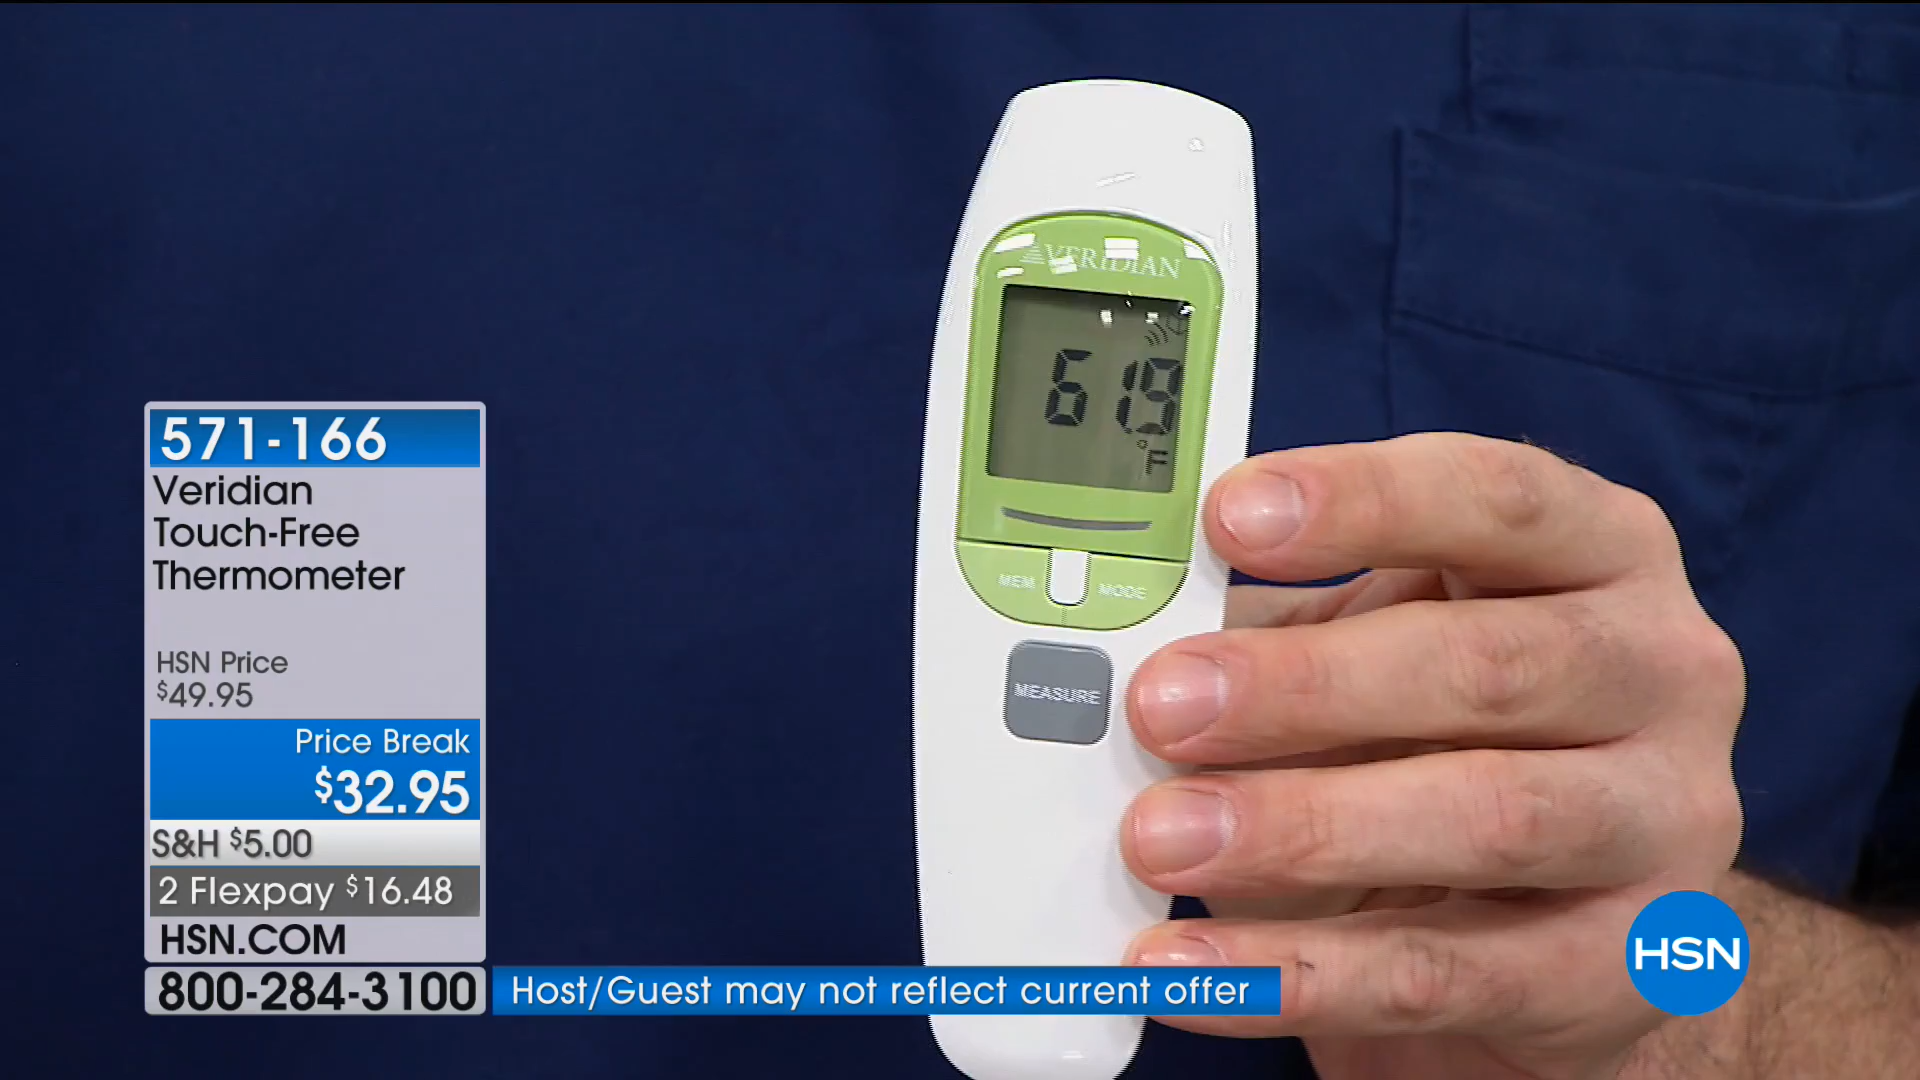 571-166
Veridian
Touch-Free
Thermometer
HSN Price
$49.95
Price Break
$32.95
S&H $5.00
2 Flexpay $16.48
HSN.COM
800-284-3100
Host/Guest may not reflect current offer
VERIDIAN
61.9
°F
MEM
MODE
MEASURE
HSN